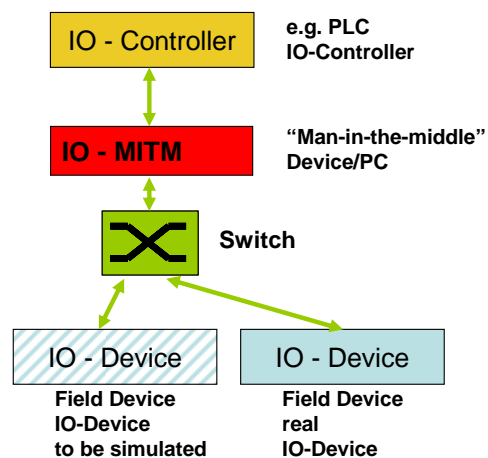 IO - Controller
e.g. PLC
IO-Controller
IO - MITM
“Man-in-the-middle”
Device/PC
Switch
IO - Device
IO - Device
Field Device
IO-Device
to be simulated
Field Device
real
IO-Device